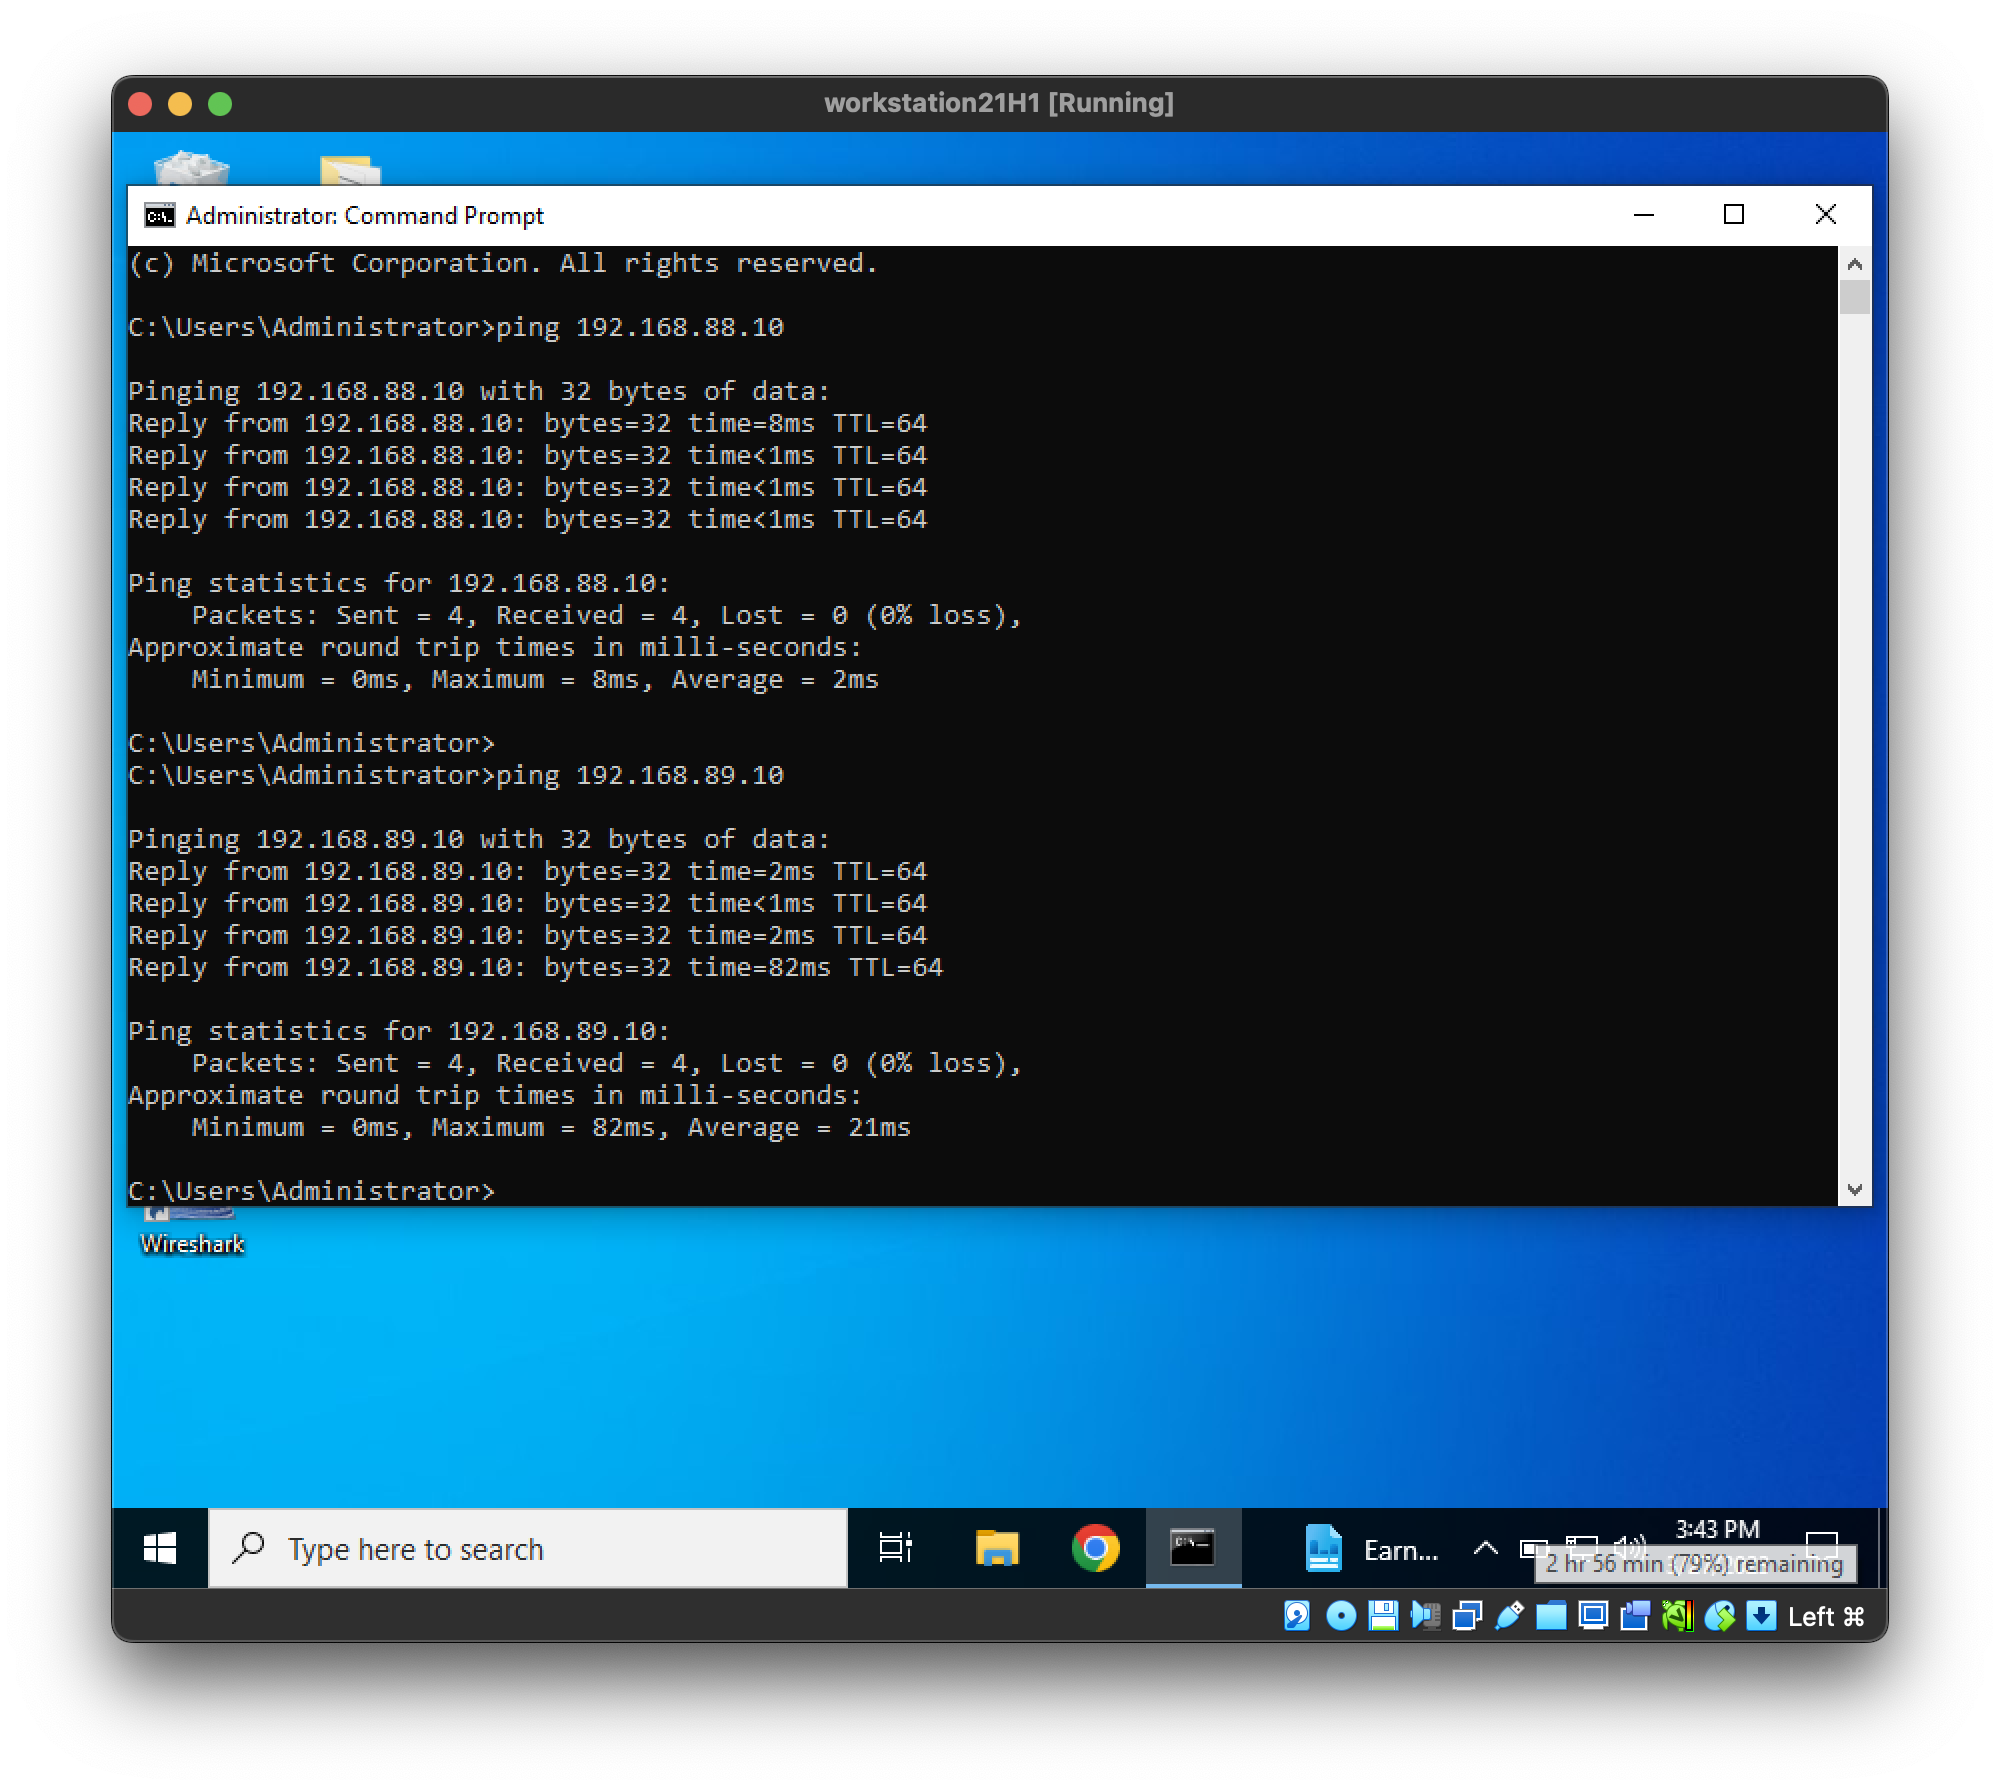 workstation21H1 [Running]
Administrator: Command Prompt
(c) Microsoft Corporation. All rights reserved.
C:\Users\Administrator>ping 192.168.88.10
Pinging 192.168.88.10 with 32 bytes of data:
Reply from 192.168.88.10: bytes=32 time=8ms TTL=64
Reply from 192.168.88.10: bytes=32 time<1ms TTL=64
Reply from 192.168.88.10: bytes=32 time<1ms TTL=64
Reply from 192.168.88.10: bytes=32 time<1ms TTL=64
Ping statistics for 192.168.88.10:
    Packets: Sent = 4, Received = 4, Lost = 0 (0% loss),
Approximate round trip times in milli-seconds:
    Minimum = 0ms, Maximum = 8ms, Average = 2ms
C:\Users\Administrator>
C:\Users\Administrator>ping 192.168.89.10
Pinging 192.168.89.10 with 32 bytes of data:
Reply from 192.168.89.10: bytes=32 time=2ms TTL=64
Reply from 192.168.89.10: bytes=32 time<1ms TTL=64
Reply from 192.168.89.10: bytes=32 time=2ms TTL=64
Reply from 192.168.89.10: bytes=32 time=82ms TTL=64
Ping statistics for 192.168.89.10:
    Packets: Sent = 4, Received = 4, Lost = 0 (0% loss),
Approximate round trip times in milli-seconds:
    Minimum = 0ms, Maximum = 82ms, Average = 21ms
C:\Users\Administrator>
Wireshark
Type here to search
Earn...
3:43 PM
2 hr 56 min (79%) remaining
Left ⌘